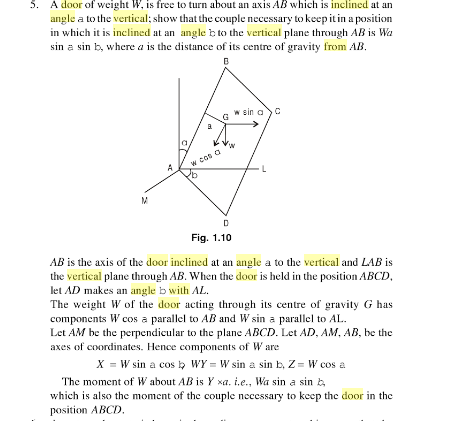 5. A door of weight W, is free to turn about an axis AB which is inclined at an
angle a to the vertical; show that the couple necessary to keep it in a position
in which it is inclined at an angle b to the vertical plane through AB is Wa
sin a sin b, where a is the distance of its centre of gravity from AB.
B
G w sin a C
a
a
w
w cos a
A L
b
M
D
Fig. 1.10
AB is the axis of the door inclined at an angle a to the vertical and LAB is
the vertical plane through AB. When the door is held in the position ABCD,
let AD makes an angle b with AL.
The weight W of the door acting through its centre of gravity G has
components W cos a parallel to AB and W sin a parallel to AL.
Let AM be the perpendicular to the plane ABCD. Let AD, AM, AB, be the
axes of coordinates. Hence components of W are
X = W sin a cos b, WY = W sin a sin b, Z = W cos a
The moment of W about AB is Y ×a. i.e., Wa sin a sin b,
which is also the moment of the couple necessary to keep the door in the
position ABCD.